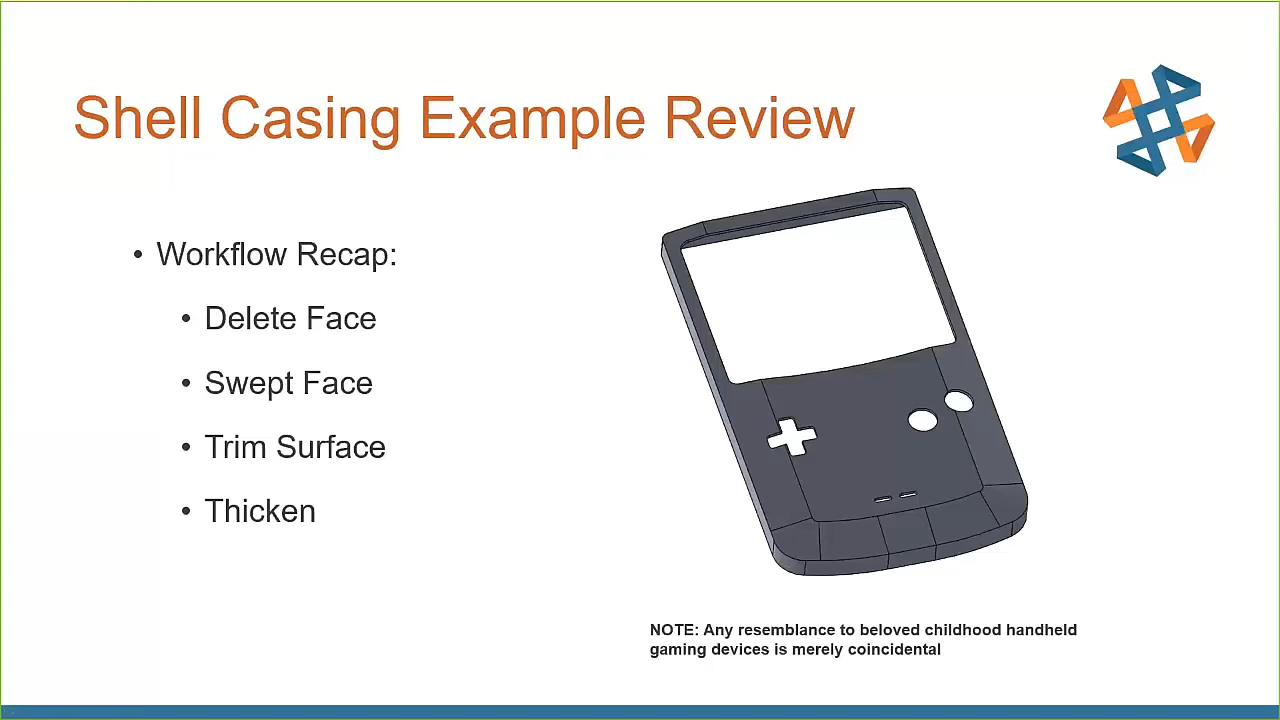 Shell Casing Example Review
• Workflow Recap:
• Delete Face
• Swept Face
• Trim Surface
• Thicken
NOTE: Any resemblance to beloved childhood handheld
gaming devices is merely coincidental